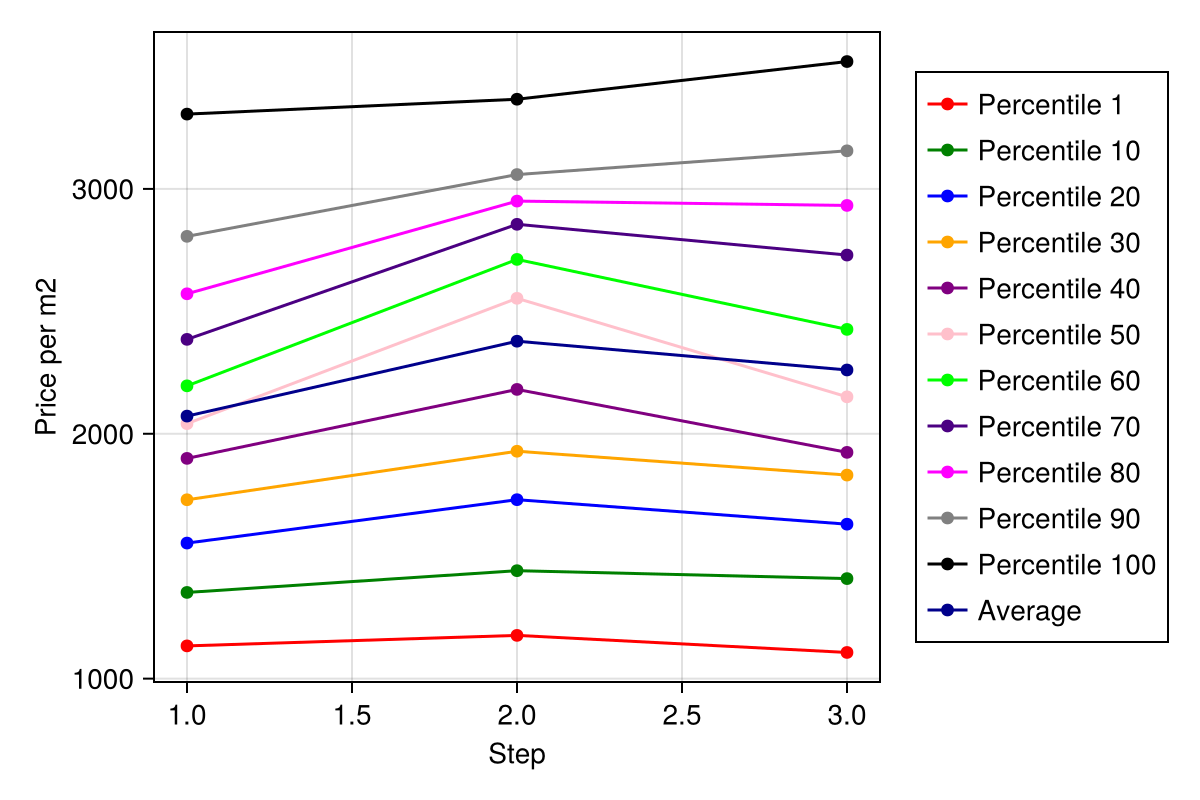 Price per m2
3000
2000
1000
1.0 1.5 2.0 2.5 3.0
Step
Percentile 1
Percentile 10
Percentile 20
Percentile 30
Percentile 40
Percentile 50
Percentile 60
Percentile 70
Percentile 80
Percentile 90
Percentile 100
Average